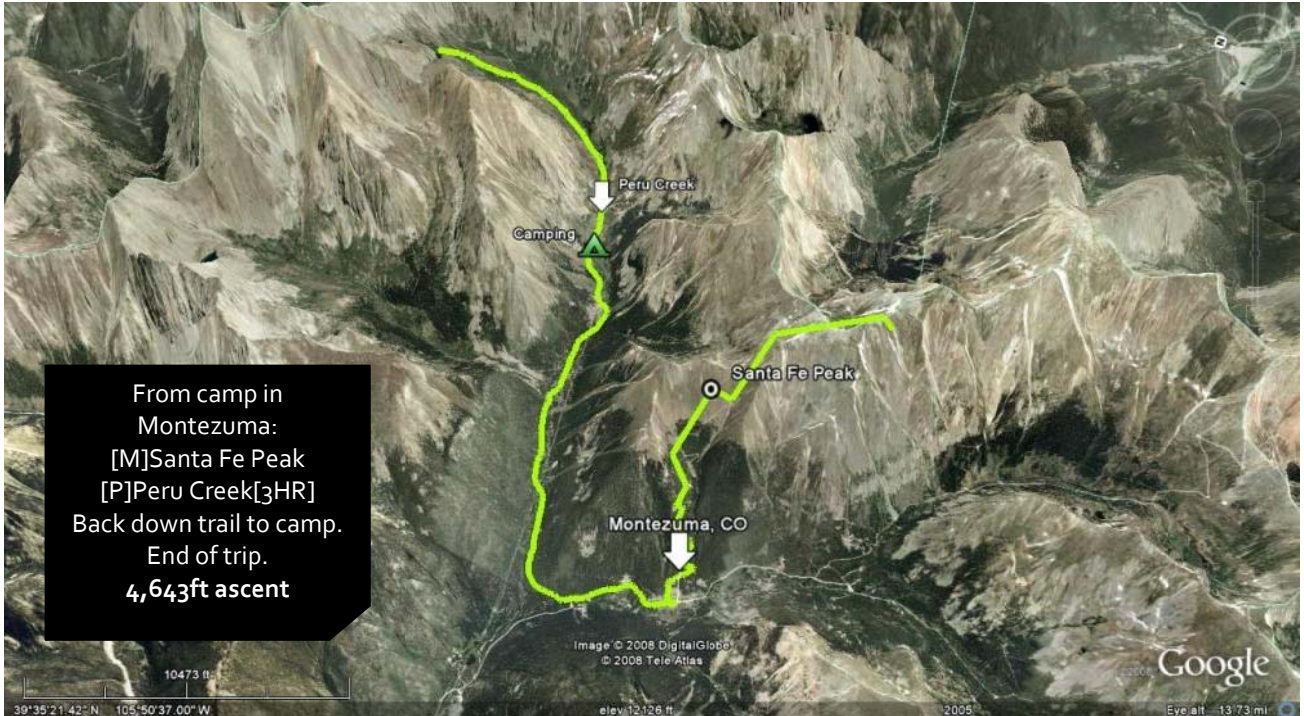 N
Peru Creek
Camping
Santa Fe Peak
From camp in
Montezuma:
[M]Santa Fe Peak
[P]Peru Creek[3HR]
Back down trail to camp.
End of trip.
4,643ft ascent
Montezuma, CO
Image © 2008 DigitalGlobe
© 2008 Tele Atlas
Google
10473 ft
39°35'21.42" N 105°50'37.00" W
elev 12126 ft
2005
Eye alt 13.73 mi